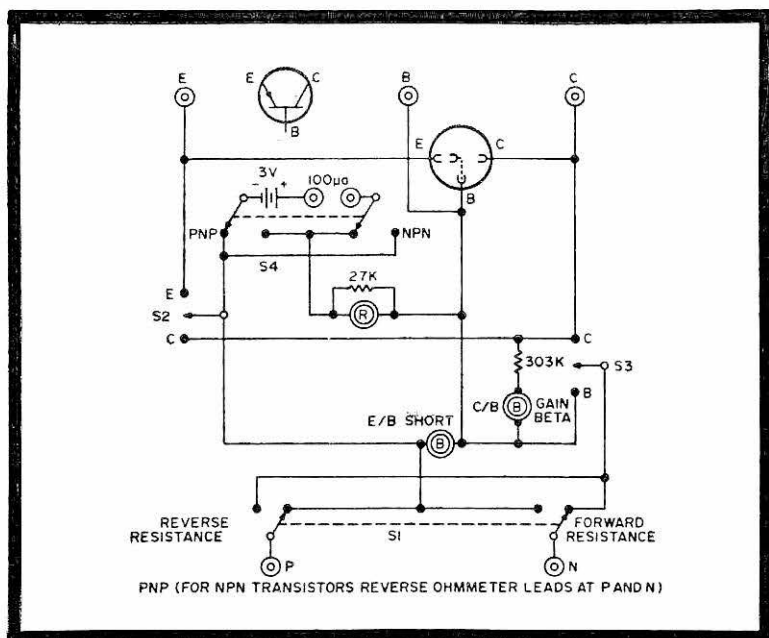 E
E
C
B
B
C
E
C
B
- 3V +
100µa
PNP
NPN
S4
27K
E
S2
R
C
C
303K
S3
C/B
B
GAIN
BETA
B
E/B SHORT
B
REVERSE
RESISTANCE
S1
FORWARD
RESISTANCE
P
N
PNP (FOR NPN TRANSISTORS REVERSE OHMMETER LEADS AT P AND N)